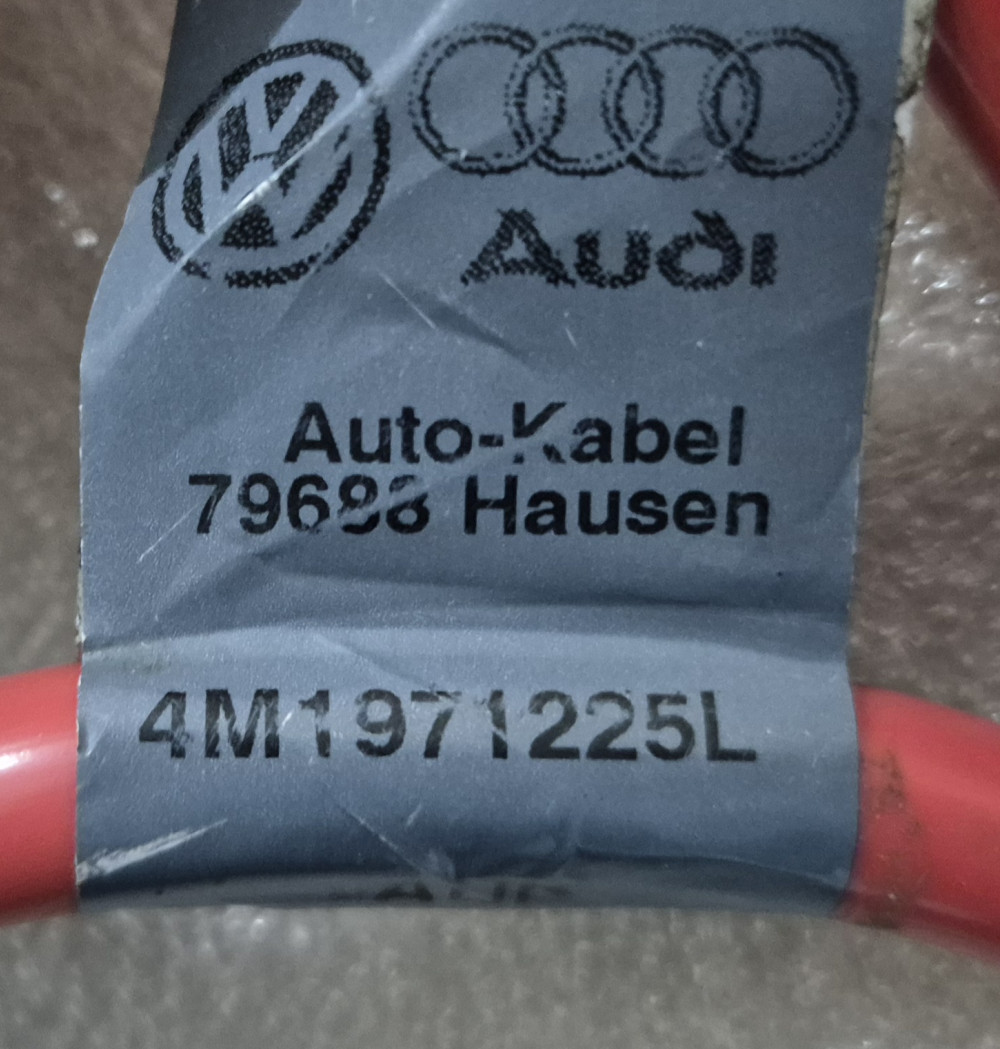 Audi
Auto-Kabel
79688 Hausen
4M1971225L